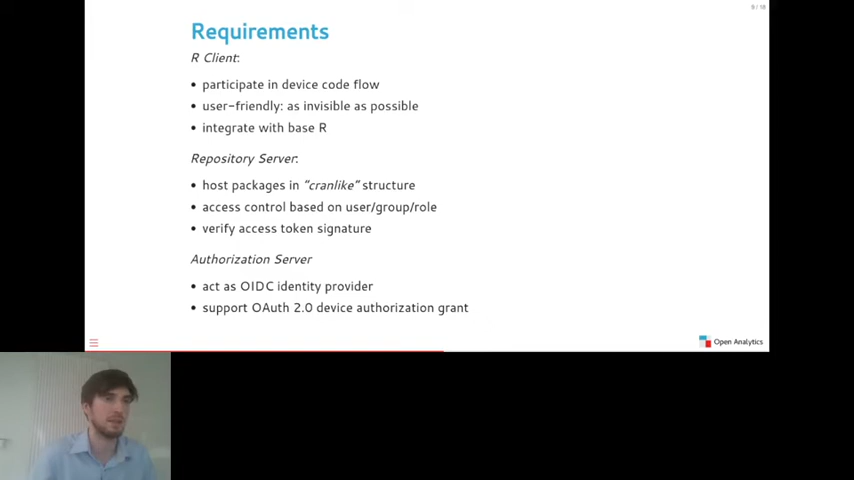 9 / 18
Requirements
R Client:
• participate in device code flow
• user-friendly: as invisible as possible
• integrate with base R
Repository Server:
• host packages in "cranlike" structure
• access control based on user/group/role
• verify access token signature
Authorization Server
• act as OIDC identity provider
• support OAuth 2.0 device authorization grant
Open Analytics